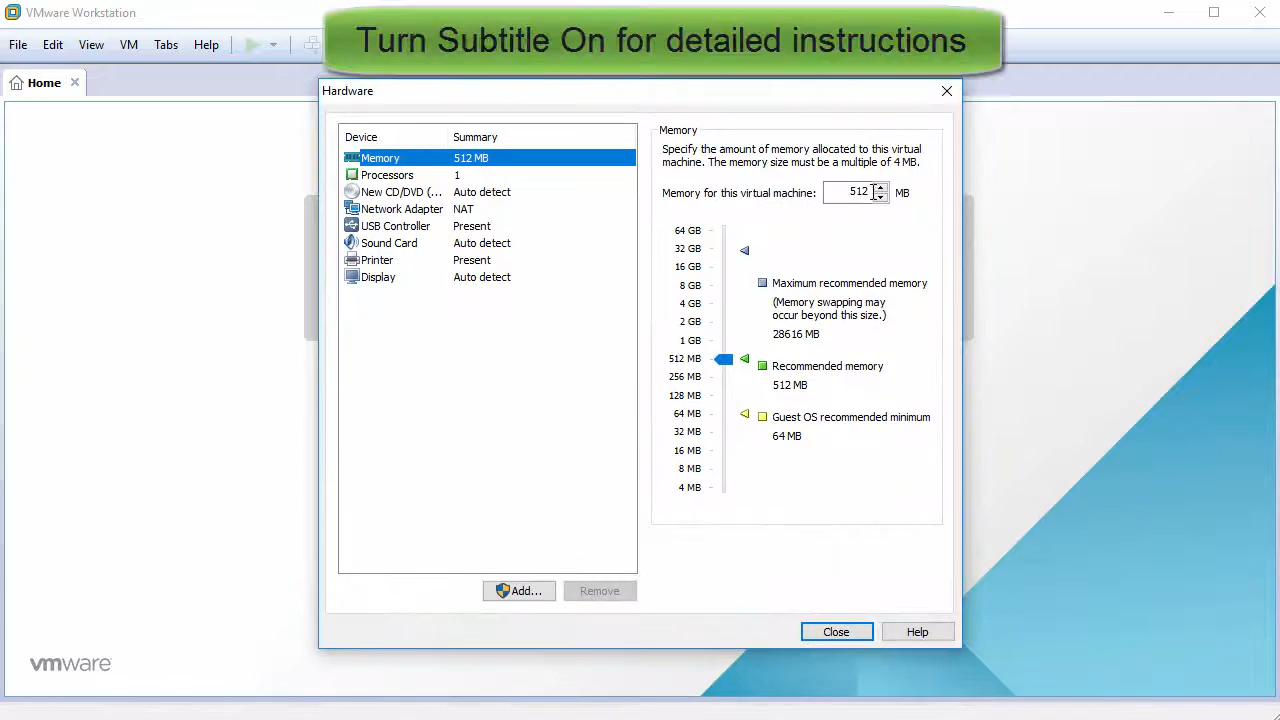 VMware Workstation
Turn Subtitle On for detailed instructions
File Edit View VM Tabs Help
Home
Hardware
Device Summary
Memory 512 MB
Processors 1
New CD/DVD (... Auto detect
Network Adapter NAT
USB Controller Present
Sound Card Auto detect
Printer Present
Display Auto detect
Add... Remove
Memory
Specify the amount of memory allocated to this virtual
machine. The memory size must be a multiple of 4 MB.
Memory for this virtual machine: 512 MB
64 GB
32 GB
16 GB
8 GB
4 GB
2 GB
1 GB
512 MB
256 MB
128 MB
64 MB
32 MB
16 MB
8 MB
4 MB
Maximum recommended memory
(Memory swapping may
occur beyond this size.)
28616 MB
Recommended memory
512 MB
Guest OS recommended minimum
64 MB
Close Help
vmware